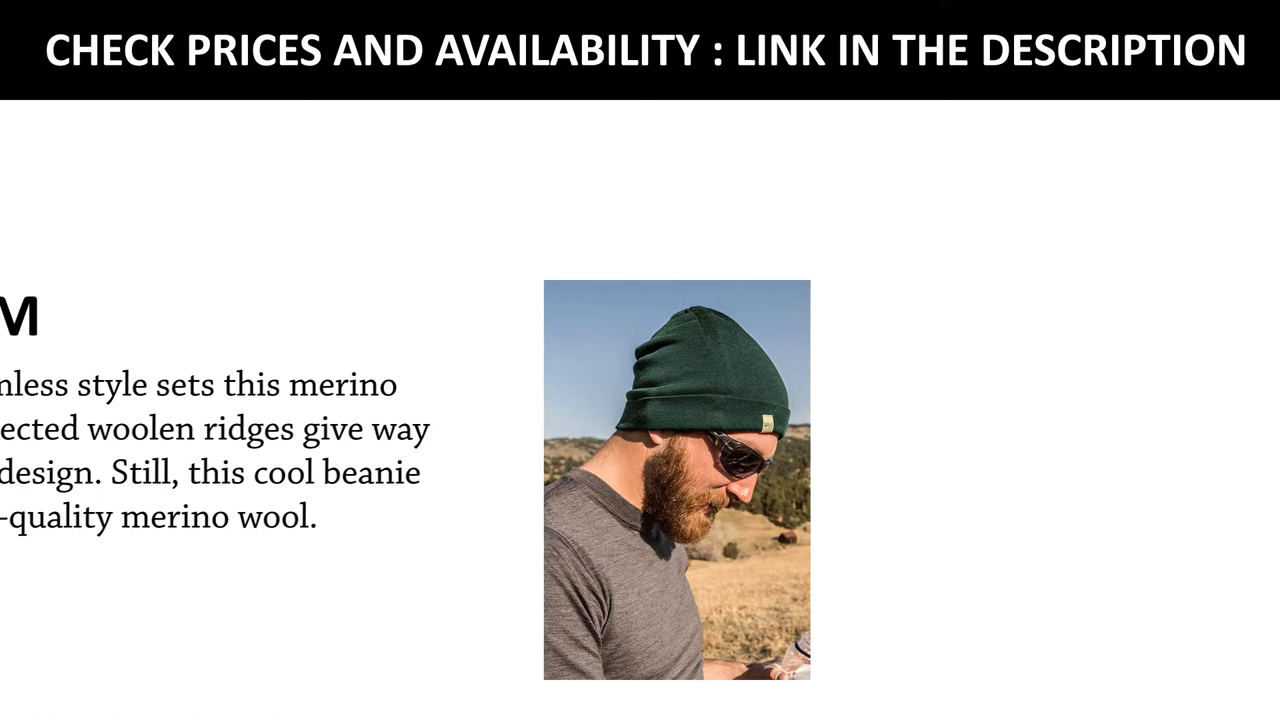 CHECK PRICES AND AVAILABILITY : LINK IN THE DESCRIPTION
M
mless style sets this merino
ected woolen ridges give way
design. Still, this cool beanie
-quality merino wool.